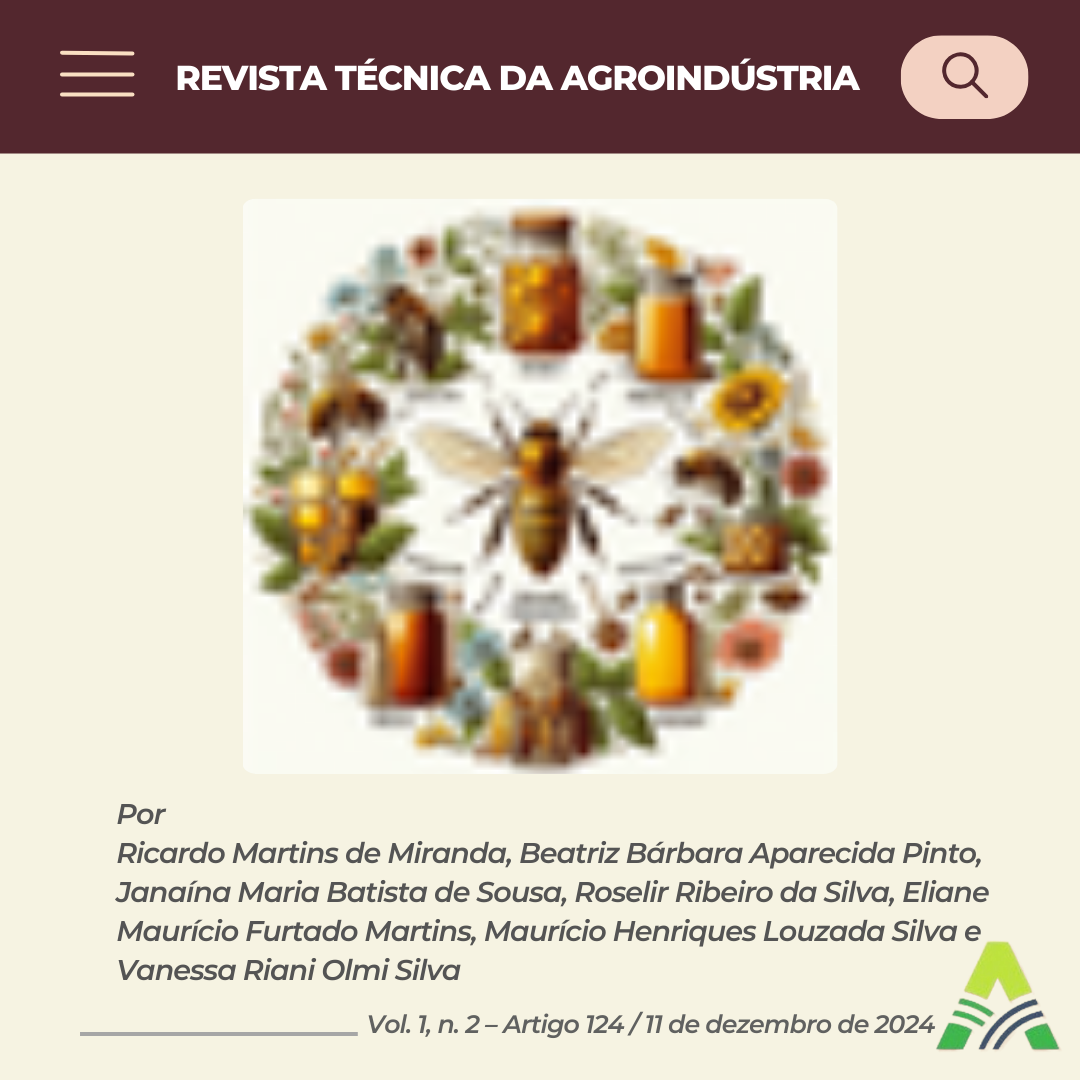 REVISTA TÉCNICA DA AGROINDÚSTRIA
Por
Ricardo Martins de Miranda, Beatriz Bárbara Aparecida Pinto,
Janaína Maria Batista de Sousa, Roselir Ribeiro da Silva, Eliane
Maurício Furtado Martins, Maurício Henriques Louzada Silva e
Vanessa Riani Olmi Silva
Vol. 1, n. 2 – Artigo 124 / 11 de dezembro de 2024